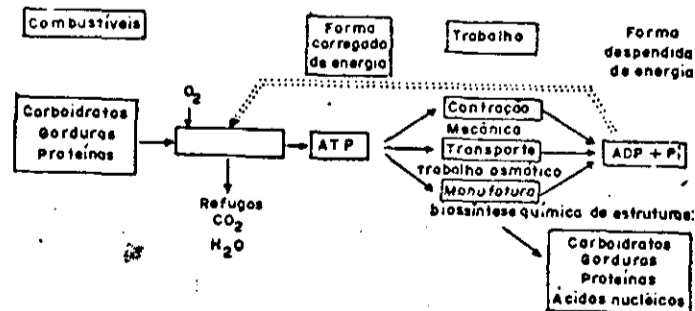 Combustíveis
Forma
carregada
de energia
Trabalho
Forma
despendida
de energia
O2
Carboidratos
Gorduras
Proteínas
ATP
Contração
Mecânica
Transporte
Trabalho osmótico
Manufatura
biossíntese química de estruturas:
ADP + Pi
Refugos
CO2
H2O
Carboidratos
Gorduras
Proteínas
Ácidos nucléicos